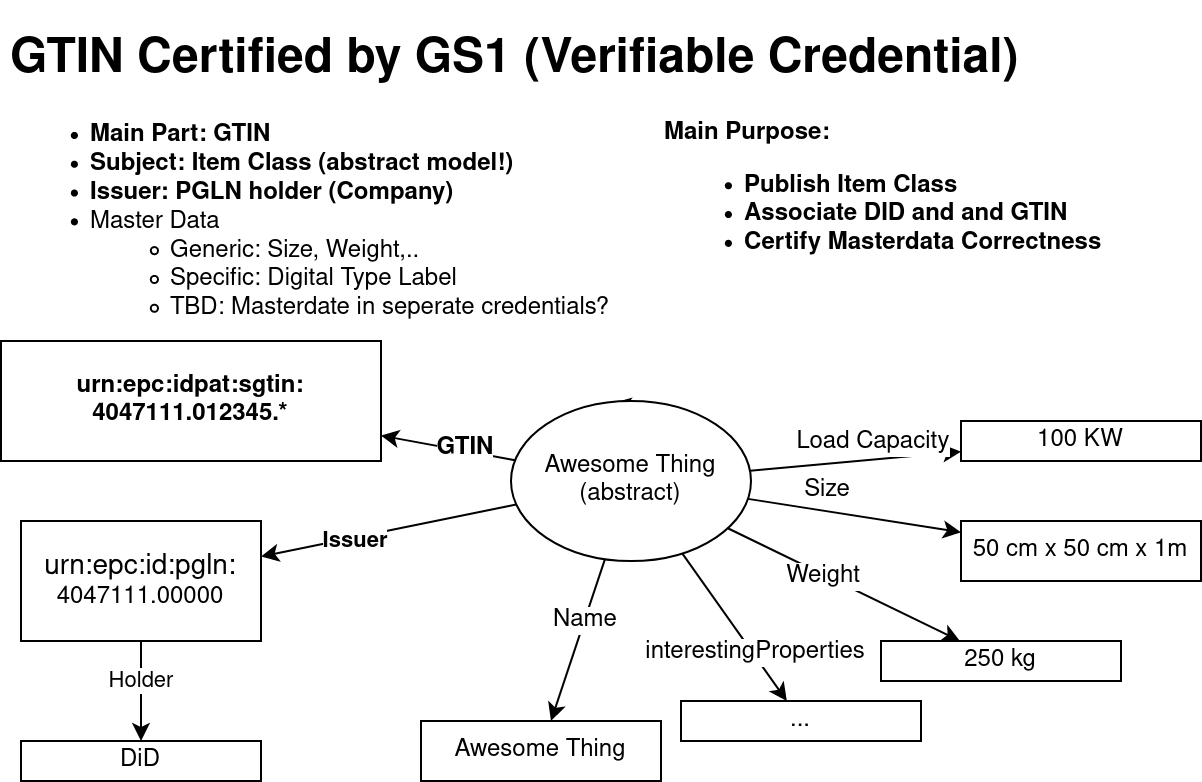 GTIN Certified by GS1 (Verifiable Credential)
• Main Part: GTIN
• Subject: Item Class (abstract model!)
• Issuer: PGLN holder (Company)
• Master Data
◦ Generic: Size, Weight,..
◦ Specific: Digital Type Label
◦ TBD: Masterdate in seperate credentials?
Main Purpose:
• Publish Item Class
• Associate DID and and GTIN
• Certify Masterdata Correctness
urn:epc:idpat:sgtin:
4047111.012345.*
GTIN
Awesome Thing
(abstract)
Load Capacity
100 KW
Size
50 cm x 50 cm x 1m
Issuer
urn:epc:id:pgln:
4047111.00000
Weight
250 kg
Name
interestingProperties
Holder
...
DiD
Awesome Thing